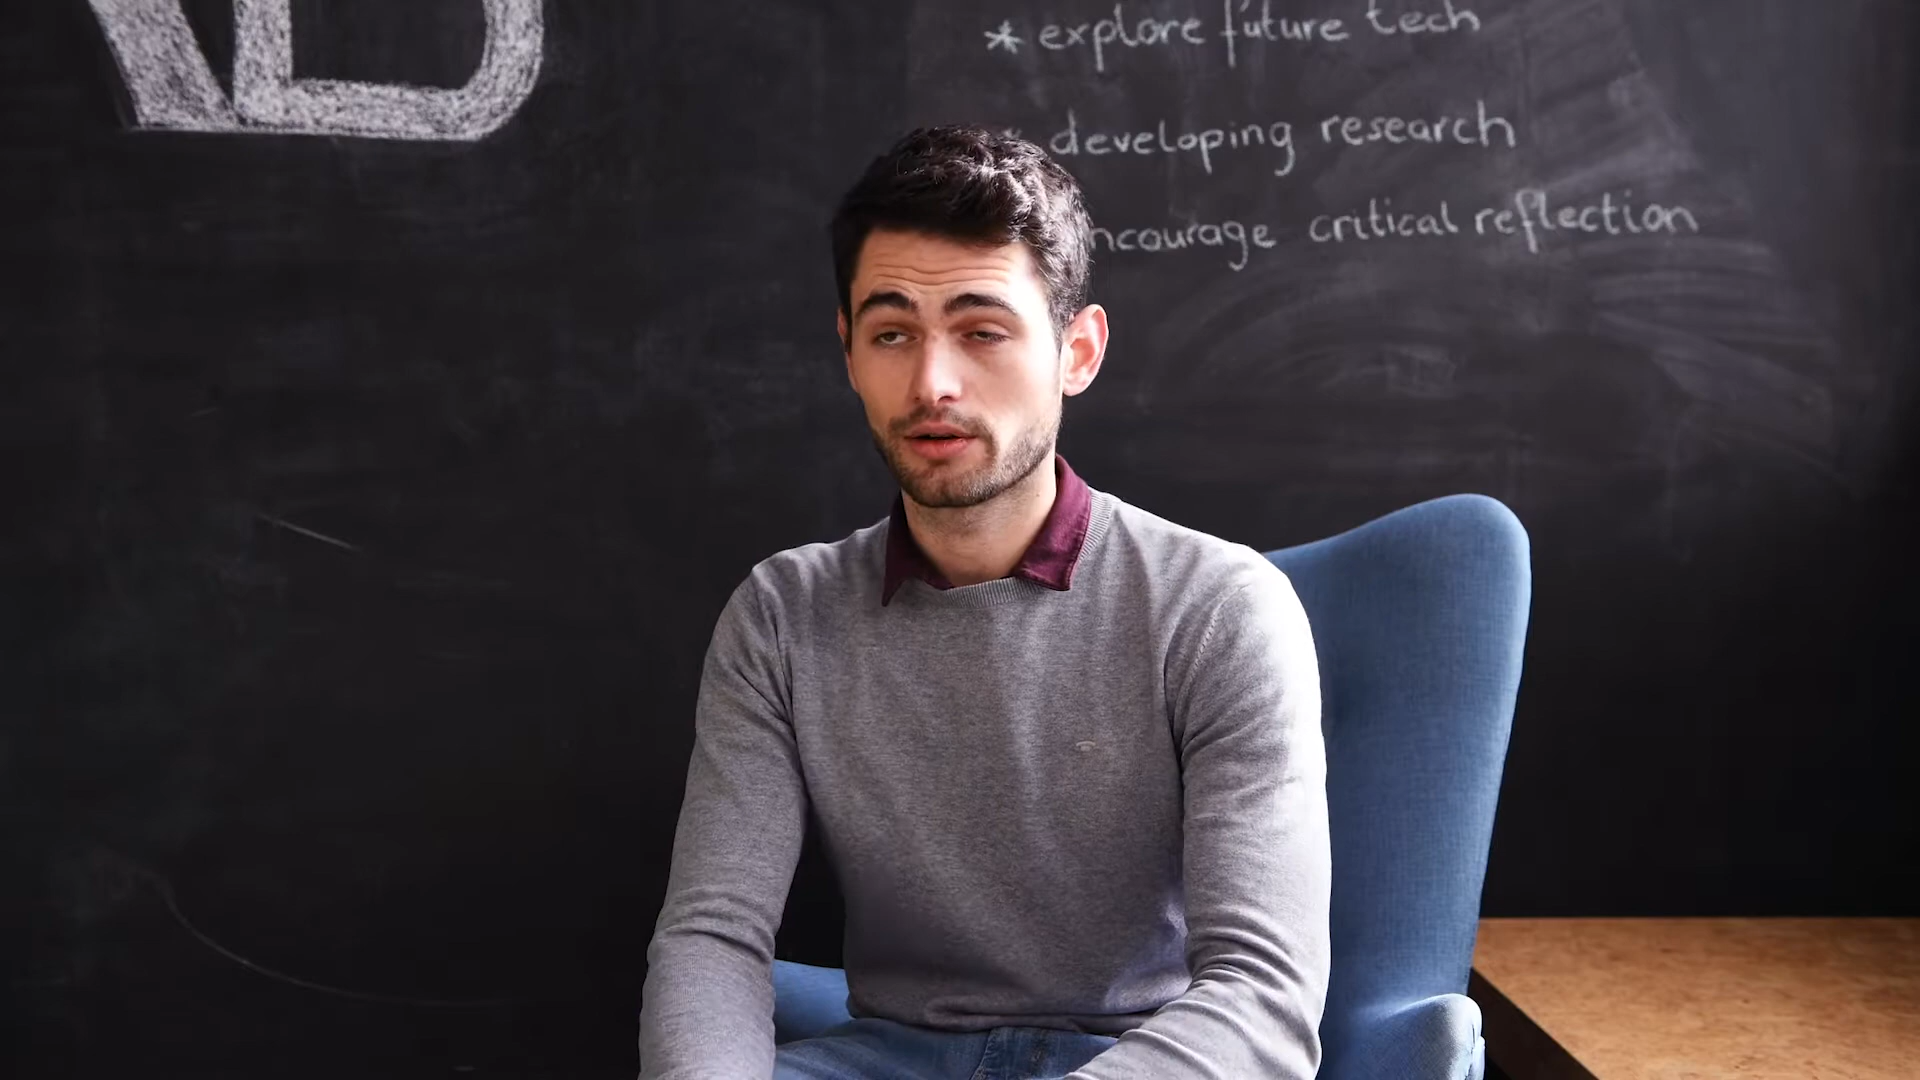 * explore future tech
* developing research
ncourage critical reflection